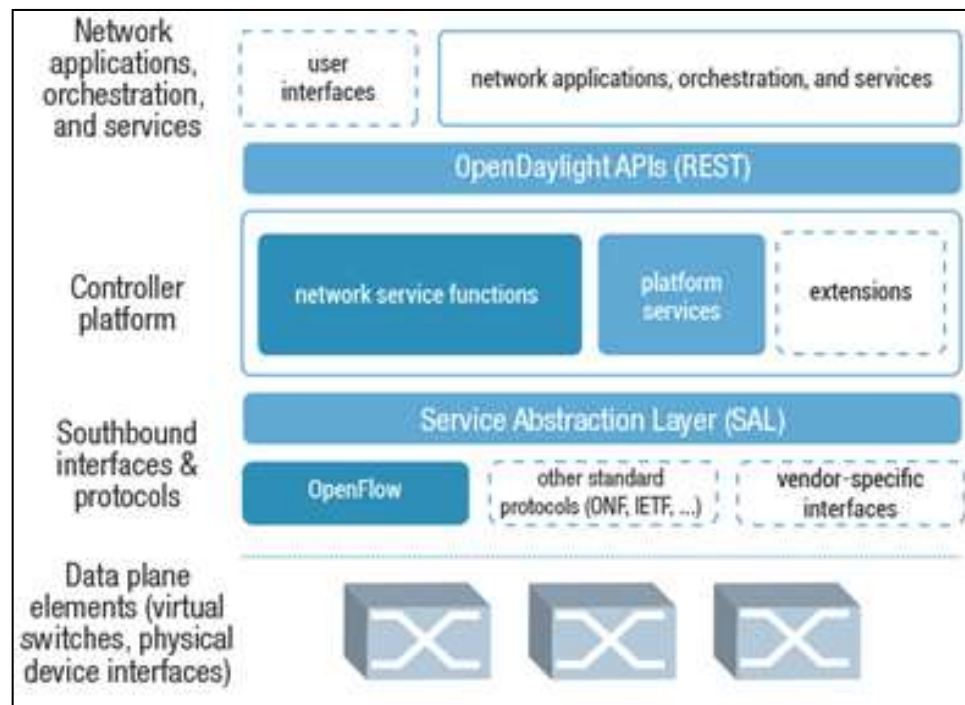 Network
applications,
orchestration,
and services
user
interfaces
network applications, orchestration, and services
OpenDaylight APIs (REST)
Controller
platform
network service functions
platform
services
extensions
Southbound
interfaces &
protocols
Service Abstraction Layer (SAL)
OpenFlow
other standard
protocols (ONF, IETF, ...)
vendor-specific
interfaces
Data plane
elements (virtual
switches, physical
device interfaces)